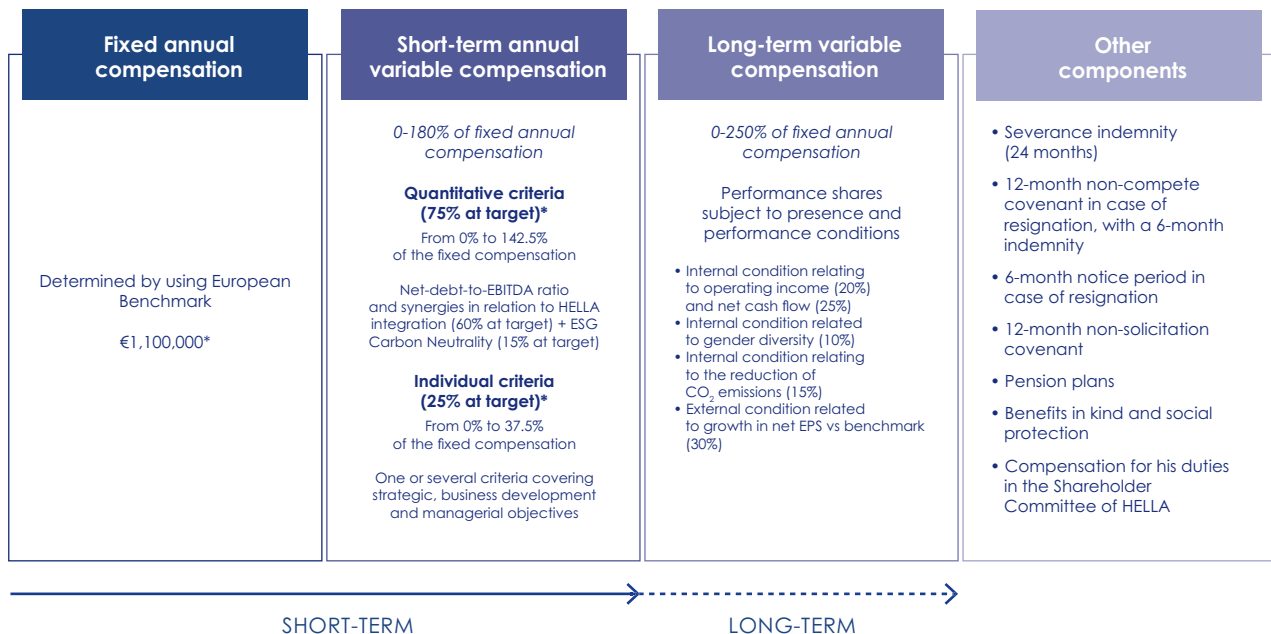 Fixed annual
compensation
Determined by using European
Benchmark
€1,100,000*
Short-term annual
variable compensation
0-180% of fixed annual
compensation
Quantitative criteria
(75% at target)*
From 0% to 142.5%
of the fixed compensation
Net-debt-to-EBITDA ratio
and synergies in relation to HELLA
integration (60% at target) + ESG
Carbon Neutrality (15% at target)
Individual criteria
(25% at target)*
From 0% to 37.5%
of the fixed compensation
One or several criteria covering
strategic, business development
and managerial objectives
Long-term variable
compensation
0-250% of fixed annual
compensation
Performance shares
subject to presence and
performance conditions
• Internal condition relating
to operating income (20%)
and net cash flow (25%)
• Internal condition related
to gender diversity (10%)
• Internal condition relating
to the reduction of
CO₂ emissions (15%)
• External condition related
to growth in net EPS vs benchmark
(30%)
Other
components
• Severance indemnity
(24 months)
• 12-month non-compete
covenant in case of
resignation, with a 6-month
indemnity
• 6-month notice period in
case of resignation
• 12-month non-solicitation
covenant
• Pension plans
• Benefits in kind and social
protection
• Compensation for his duties
in the Shareholder
Committee of HELLA
SHORT-TERM
LONG-TERM